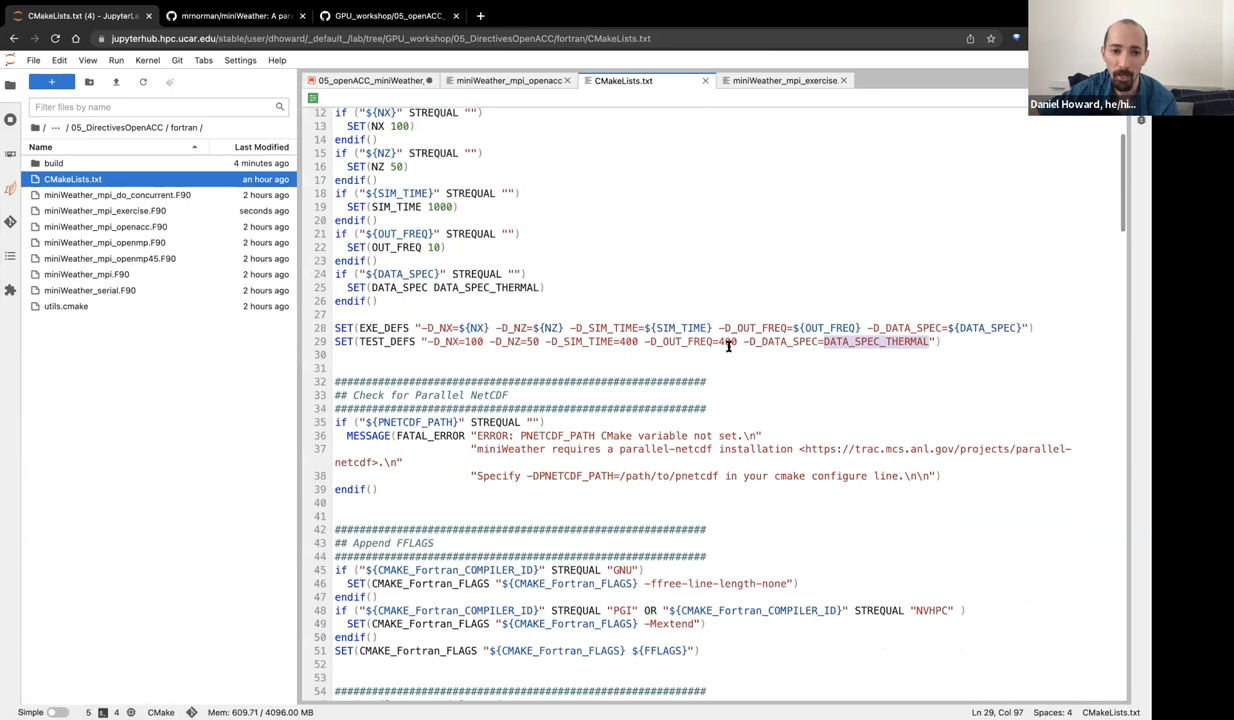 CMakeLists.txt (4) - JupyterLa
mrnorman/miniWeather: A para
GPU_workshop/05_openACC_
jupyterhub.hpc.ucar.edu/stable/user/dhoward/_default_/lab/tree/GPU_workshop/05_DirectivesOpenACC/fortran/CMakeLists.txt
File Edit View Run Kernel Git Tabs Settings Help
Daniel Howard, he/hi...
Filter files by name
/ ... / 05_DirectivesOpenACC / fortran /
Name Last Modified
build 4 minutes ago
CMakeLists.txt an hour ago
miniWeather_mpi_do_concurrent.F90 2 hours ago
miniWeather_mpi_exercise.F90 seconds ago
miniWeather_mpi_openacc.F90 2 hours ago
miniWeather_mpi_openmp.F90 2 hours ago
miniWeather_mpi_openmp45.F90 2 hours ago
miniWeather_mpi.F90 2 hours ago
miniWeather_serial.F90 2 hours ago
utils.cmake 2 hours ago
05_openACC_miniWeather_
miniWeather_mpi_openacc
CMakeLists.txt
miniWeather_mpi_exercise.
12 if ("${NX}" STREQUAL "")
13 SET(NX 100)
14 endif()
15 if ("${NZ}" STREQUAL "")
16 SET(NZ 50)
17 endif()
18 if ("${SIM_TIME}" STREQUAL "")
19 SET(SIM_TIME 1000)
20 endif()
21 if ("${OUT_FREQ}" STREQUAL "")
22 SET(OUT_FREQ 10)
23 endif()
24 if ("${DATA_SPEC}" STREQUAL "")
25 SET(DATA_SPEC DATA_SPEC_THERMAL)
26 endif()
27
28 SET(EXE_DEFS "-D_NX=${NX} -D_NZ=${NZ} -D_SIM_TIME=${SIM_TIME} -D_OUT_FREQ=${OUT_FREQ} -D_DATA_SPEC=${DATA_SPEC}")
29 SET(TEST_DEFS "-D_NX=100 -D_NZ=50 -D_SIM_TIME=400 -D_OUT_FREQ=400 -D_DATA_SPEC=DATA_SPEC_THERMAL")
30
31
32 ######################################################
33 ## Check for Parallel NetCDF
34 ######################################################
35 if ("${PNETCDF_PATH}" STREQUAL "")
36 MESSAGE(FATAL_ERROR "ERROR: PNETCDF_PATH CMake variable not set.\n"
37 "miniWeather requires a parallel-netcdf installation <https://trac.mcs.anl.gov/projects/parallel-
netcdf>.\n"
38 "Specify -DPNETCDF_PATH=/path/to/pnetcdf in your cmake configure line.\n\n")
39 endif()
40
41
42 ######################################################
43 ## Append FFLAGS
44 ######################################################
45 if ("${CMAKE_Fortran_COMPILER_ID}" STREQUAL "GNU")
46 SET(CMAKE_Fortran_FLAGS "${CMAKE_Fortran_FLAGS} -ffree-line-length-none")
47 endif()
48 if ("${CMAKE_Fortran_COMPILER_ID}" STREQUAL "PGI" OR "${CMAKE_Fortran_COMPILER_ID}" STREQUAL "NVHPC" )
49 SET(CMAKE_Fortran_FLAGS "${CMAKE_Fortran_FLAGS} -Mextend")
50 endif()
51 SET(CMAKE_Fortran_FLAGS "${CMAKE_Fortran_FLAGS} ${FFLAGS}")
52
53
54 ######################################################
Simple 5 4 CMake Mem: 609.71 / 4096.00 MB Ln 29, Col 97 Spaces: 4 CMakeLists.txt